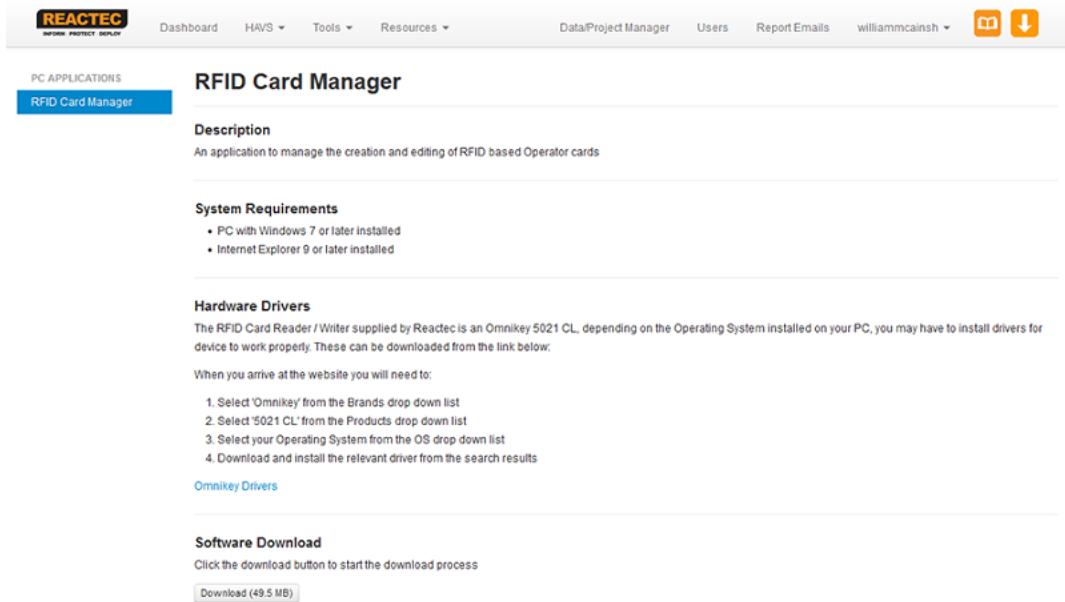 REACTEC
INFORM PROTECT DEPLOY
Dashboard HAVS Tools Resources Data/Project Manager Users Report Emails williammcainsh
PC APPLICATIONS
RFID Card Manager
RFID Card Manager
Description
An application to manage the creation and editing of RFID based Operator cards
System Requirements
• PC with Windows 7 or later installed
• Internet Explorer 9 or later installed
Hardware Drivers
The RFID Card Reader / Writer supplied by Reactec is an Omnikey 5021 CL, depending on the Operating System installed on your PC, you may have to install drivers for
device to work properly. These can be downloaded from the link below:
When you arrive at the website you will need to:
1. Select 'Omnikey' from the Brands drop down list
2. Select '5021 CL' from the Products drop down list
3. Select your Operating System from the OS drop down list
4. Download and install the relevant driver from the search results
Omnikey Drivers
Software Download
Click the download button to start the download process
Download (49.5 MB)